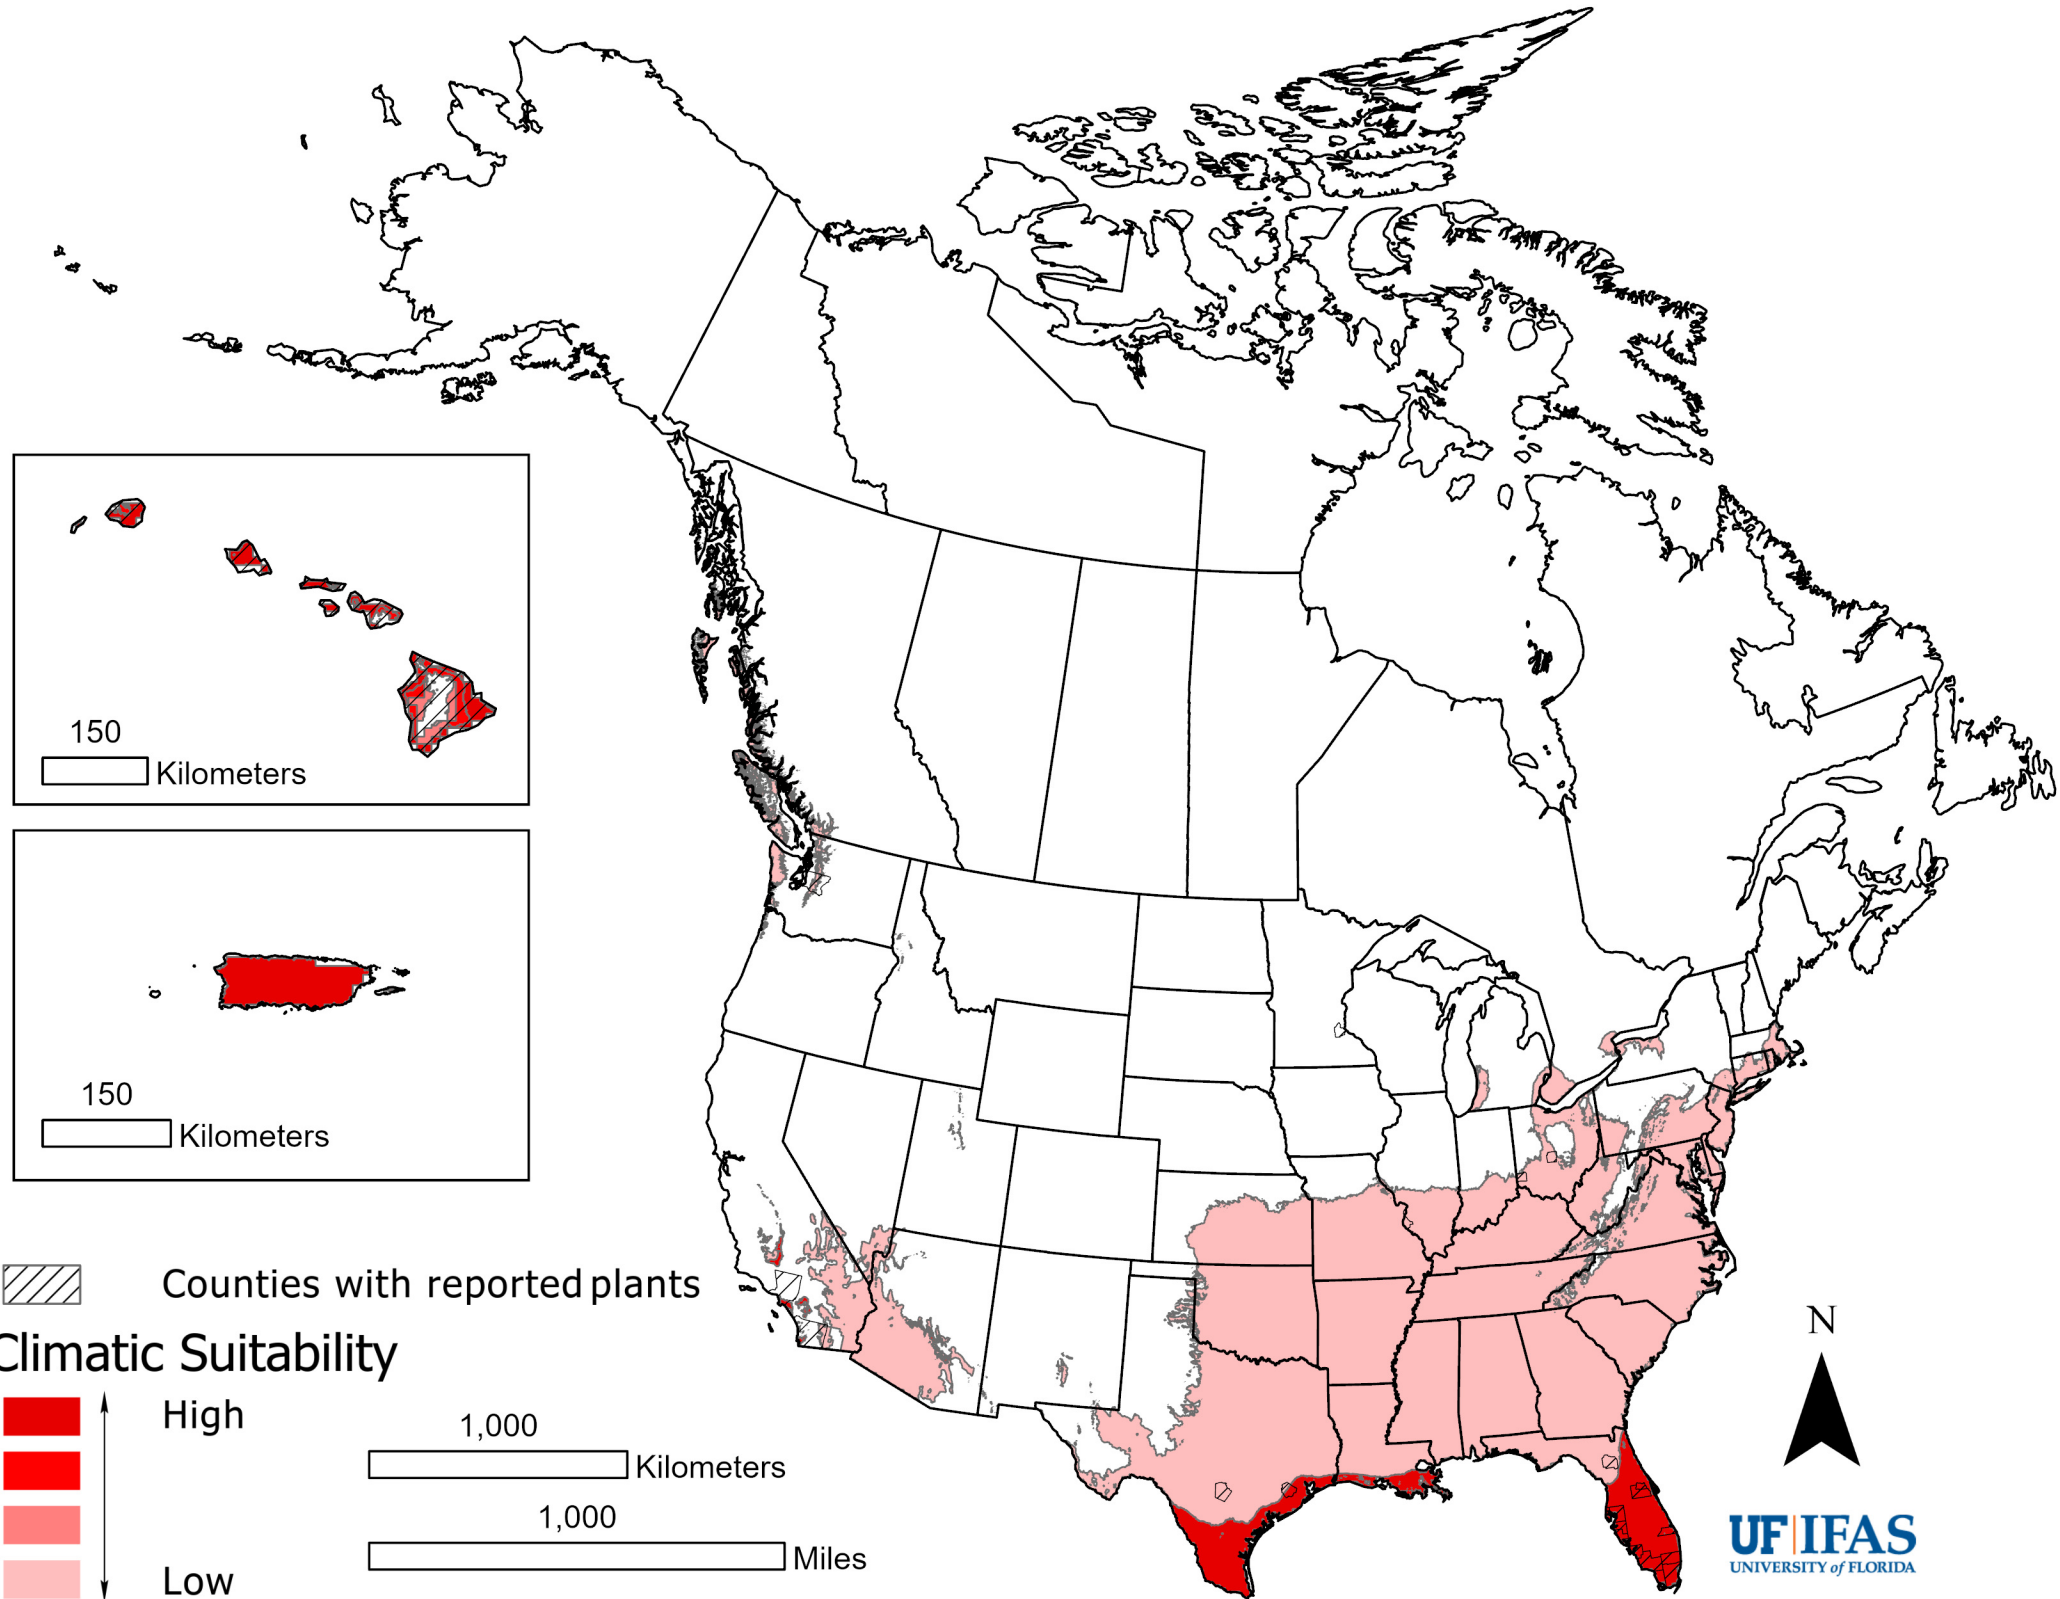 150
Kilometers
150
Kilometers
Counties with reported plants
Climatic Suitability
High
Low
1,000
Kilometers
1,000
Miles
N
UF|IFAS
UNIVERSITY of FLORIDA